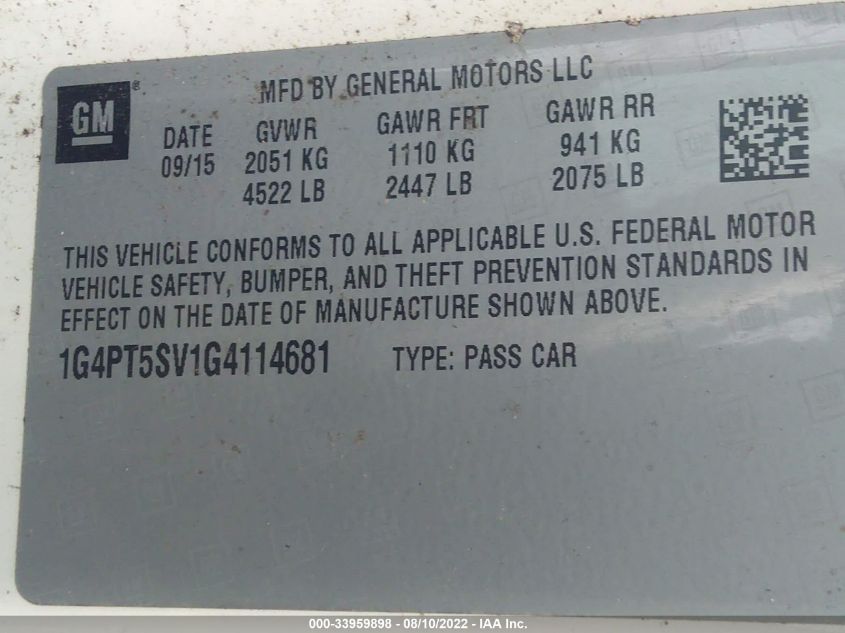 MFD BY GENERAL MOTORS LLC
GM
DATE GVWR GAWR FRT GAWR RR
09/15 2051 KG 1110 KG 941 KG
4522 LB 2447 LB 2075 LB
THIS VEHICLE CONFORMS TO ALL APPLICABLE U.S. FEDERAL MOTOR
VEHICLE SAFETY, BUMPER, AND THEFT PREVENTION STANDARDS IN
EFFECT ON THE DATE OF MANUFACTURE SHOWN ABOVE.
1G4PT5SV1G4114681 TYPE: PASS CAR
000-33959898 - 08/10/2022 - IAA Inc.